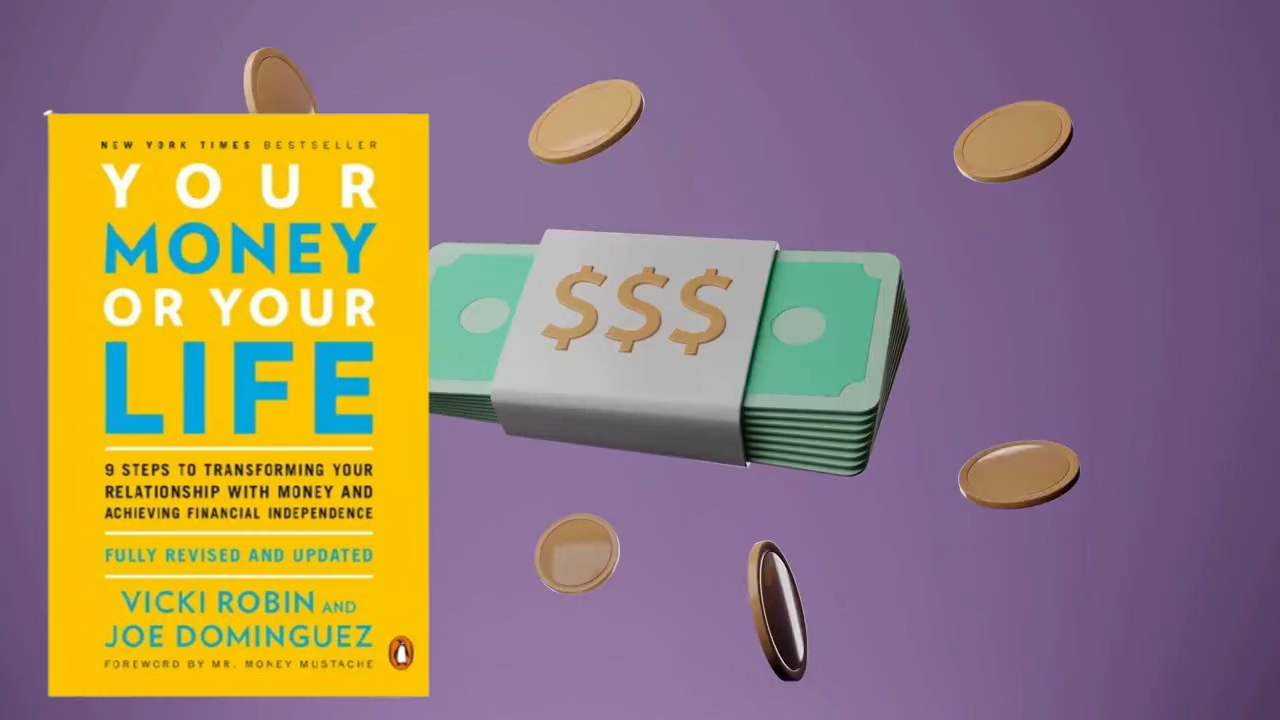 NEW YORK TIMES BESTSELLER
YOUR
MONEY
OR YOUR
LIFE
9 STEPS TO TRANSFORMING YOUR
RELATIONSHIP WITH MONEY AND
ACHIEVING FINANCIAL INDEPENDENCE
FULLY REVISED AND UPDATED
VICKI ROBIN AND
JOE DOMINGUEZ
FOREWORD BY MR. MONEY MUSTACHE
$$$